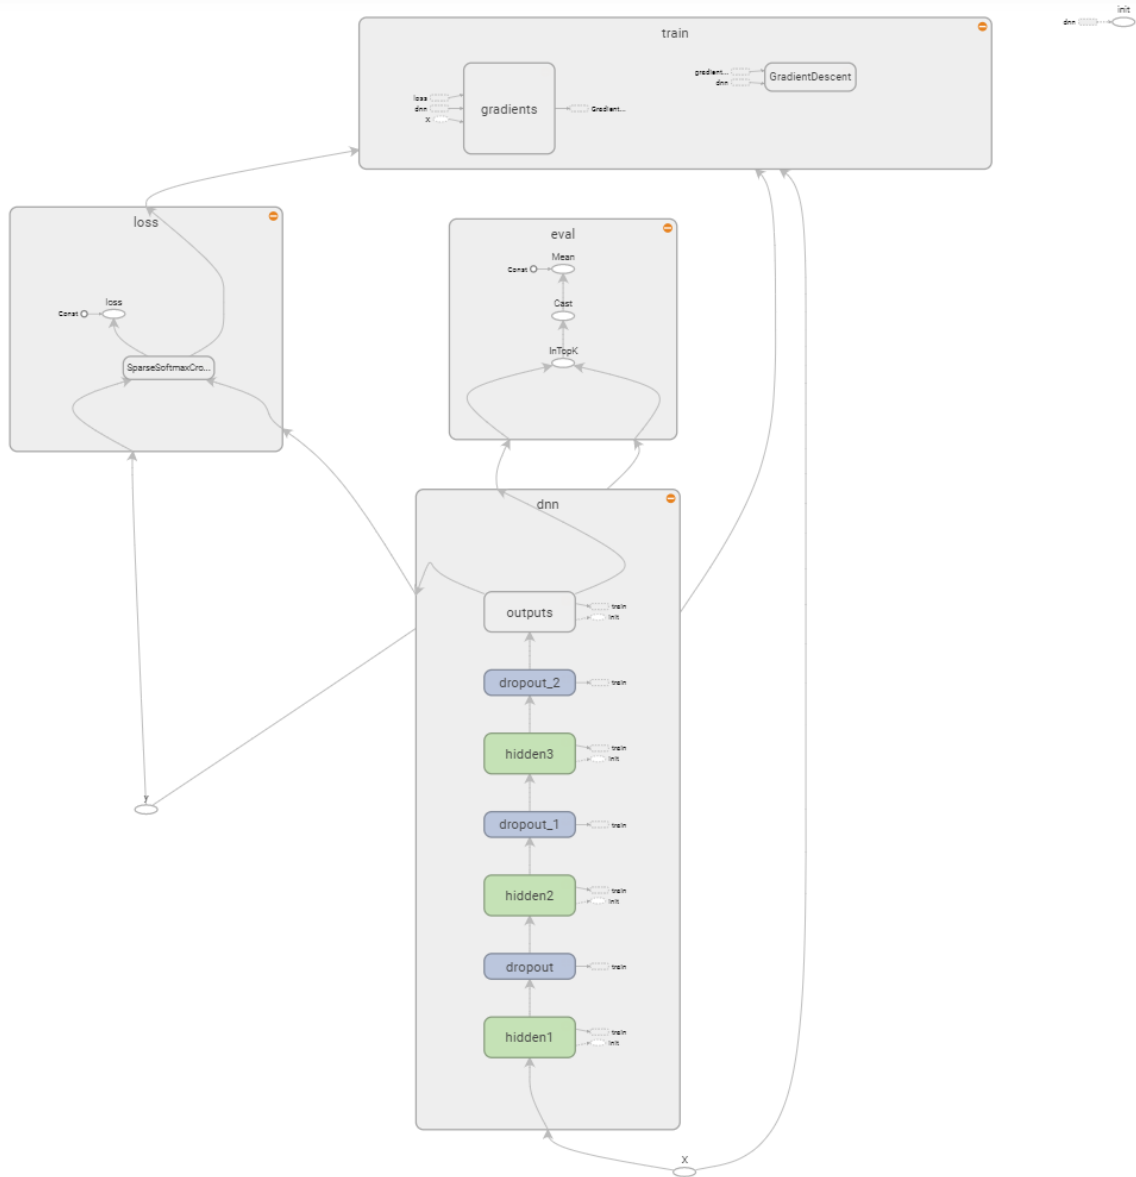 init
dnn
train
gradients
loss
dnn
X
Gradient...
gradient...
dnn
GradientDescent
loss
loss
Const
SparseSoftmaxCro...
eval
Mean
Const
Cast
InTopK
dnn
outputs
train
init
dropout_2
train
hidden3
train
init
dropout_1
train
hidden2
train
init
dropout
train
hidden1
train
init
y
X